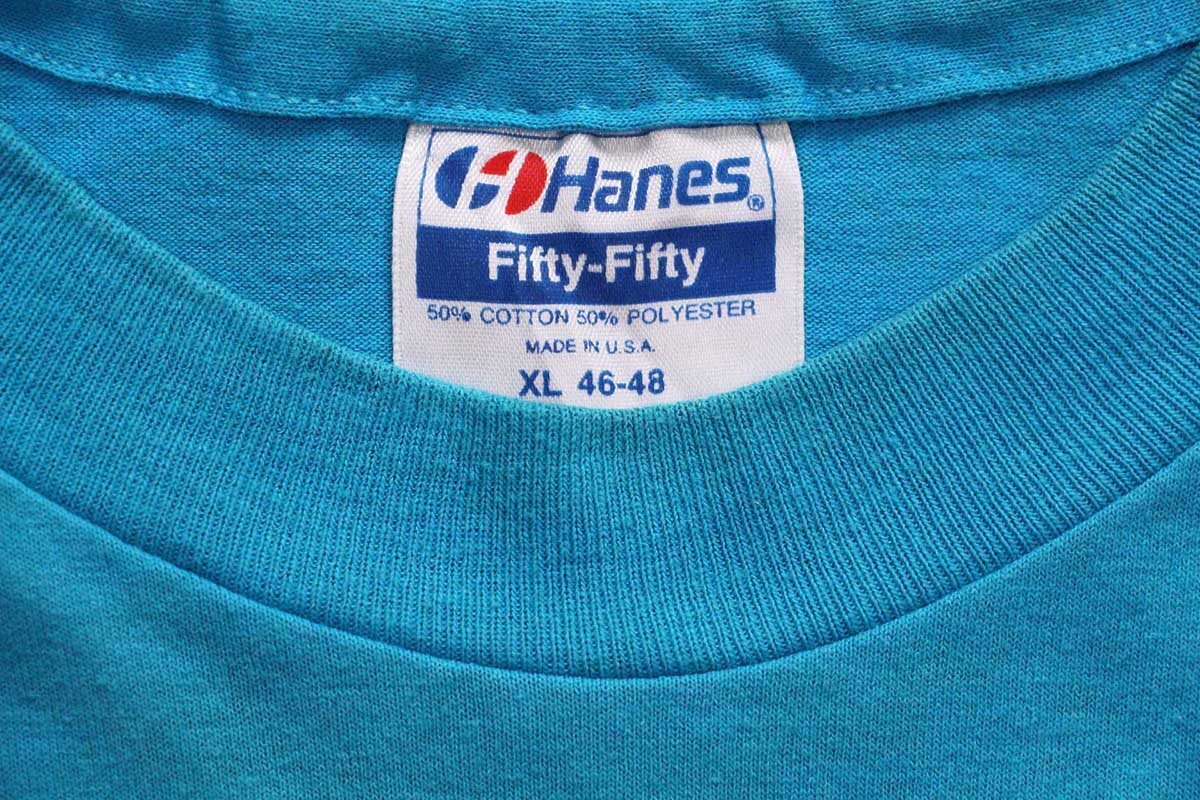 Hanes®
Fifty-Fifty
50% COTTON 50% POLYESTER
MADE IN U.S.A.
XL 46-48